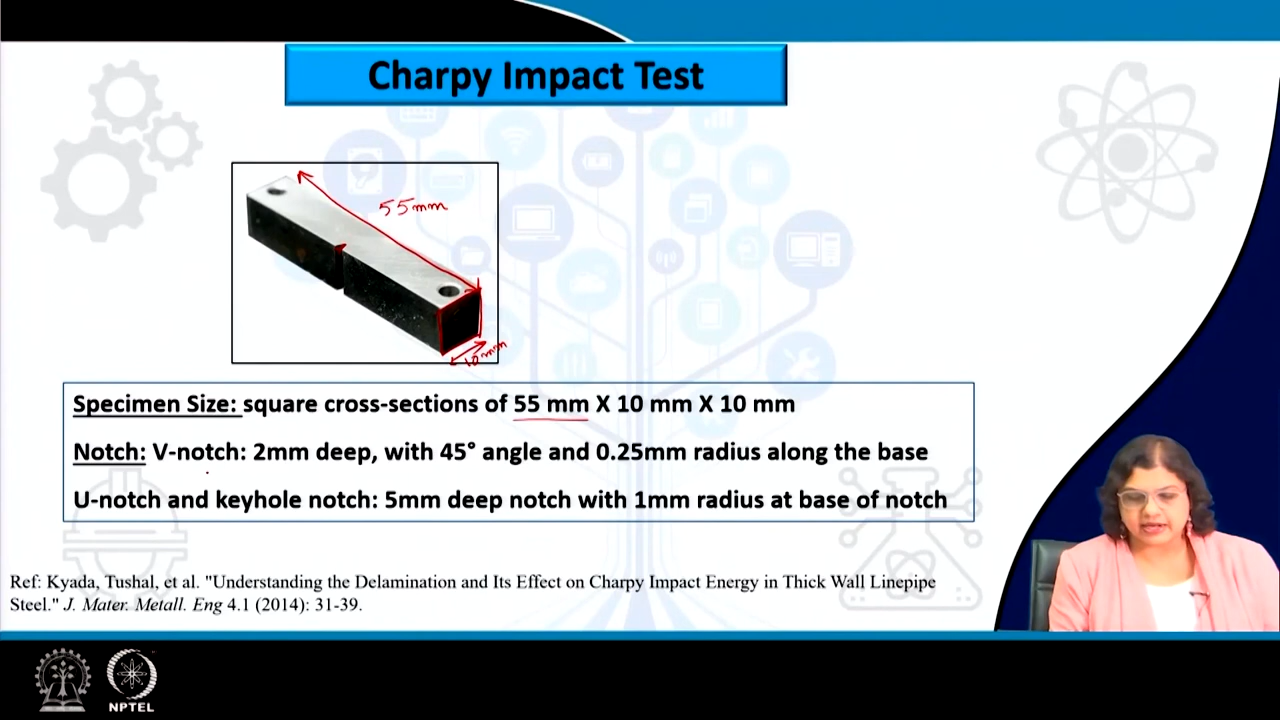 Charpy Impact Test
55mm
10mm
Specimen Size: square cross-sections of 55 mm X 10 mm X 10 mm
Notch: V-notch: 2mm deep, with 45° angle and 0.25mm radius along the base
U-notch and keyhole notch: 5mm deep notch with 1mm radius at base of notch
Ref: Kyada, Tushal, et al. "Understanding the Delamination and Its Effect on Charpy Impact Energy in Thick Wall Linepipe
Steel." J. Mater. Metall. Eng 4.1 (2014): 31-39.
NPTEL